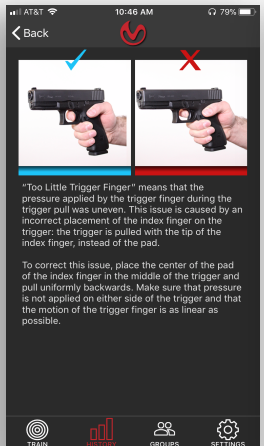 AT&T 10:46 AM 79%
Back
"Too Little Trigger Finger" means that the
pressure applied by the trigger finger during the
trigger pull was uneven. This issue is caused by an
incorrect placement of the index finger on the
trigger: the trigger is pulled with the tip of the
index finger, instead of the pad.
To correct this issue, place the center of the pad
of the index finger in the middle of the trigger and
pull uniformly backwards. Make sure that pressure
is not applied on either side of the trigger and that
the motion of the trigger finger is as linear as
possible.
TRAIN HISTORY GROUPS SETTINGS